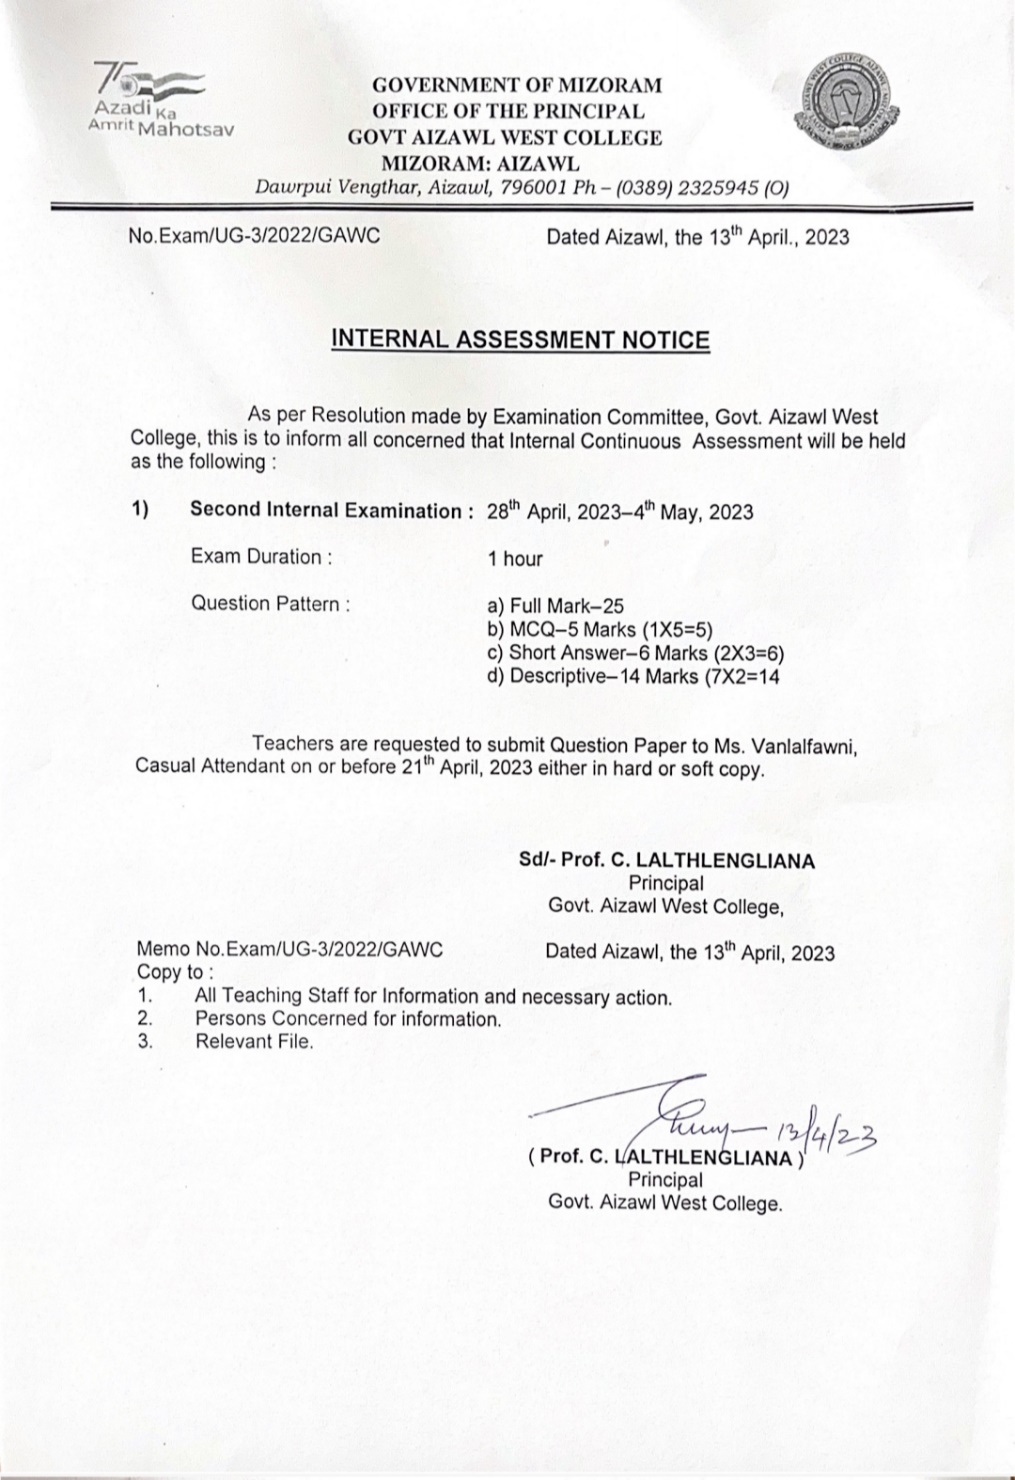 75
Azadi Ka
Amrit Mahotsav
GOVERNMENT OF MIZORAM
OFFICE OF THE PRINCIPAL
GOVT AIZAWL WEST COLLEGE
MIZORAM: AIZAWL
Dawrpui Vengthar, Aizawl, 796001 Ph – (0389) 2325945 (O)
No.Exam/UG-3/2022/GAWC Dated Aizawl, the 13th April., 2023
INTERNAL ASSESSMENT NOTICE
As per Resolution made by Examination Committee, Govt. Aizawl West
College, this is to inform all concerned that Internal Continuous Assessment will be held
as the following :
1) Second Internal Examination : 28th April, 2023–4th May, 2023
Exam Duration : 1 hour
Question Pattern : a) Full Mark–25
b) MCQ–5 Marks (1X5=5)
c) Short Answer–6 Marks (2X3=6)
d) Descriptive–14 Marks (7X2=14
Teachers are requested to submit Question Paper to Ms. Vanlalfawni,
Casual Attendant on or before 21th April, 2023 either in hard or soft copy.
Sd/- Prof. C. LALTHLENGLIANA
Principal
Govt. Aizawl West College,
Memo No.Exam/UG-3/2022/GAWC Dated Aizawl, the 13th April, 2023
Copy to :
1. All Teaching Staff for Information and necessary action.
2. Persons Concerned for information.
3. Relevant File.
13/4/23
( Prof. C. LALTHLENGLIANA )
Principal
Govt. Aizawl West College.